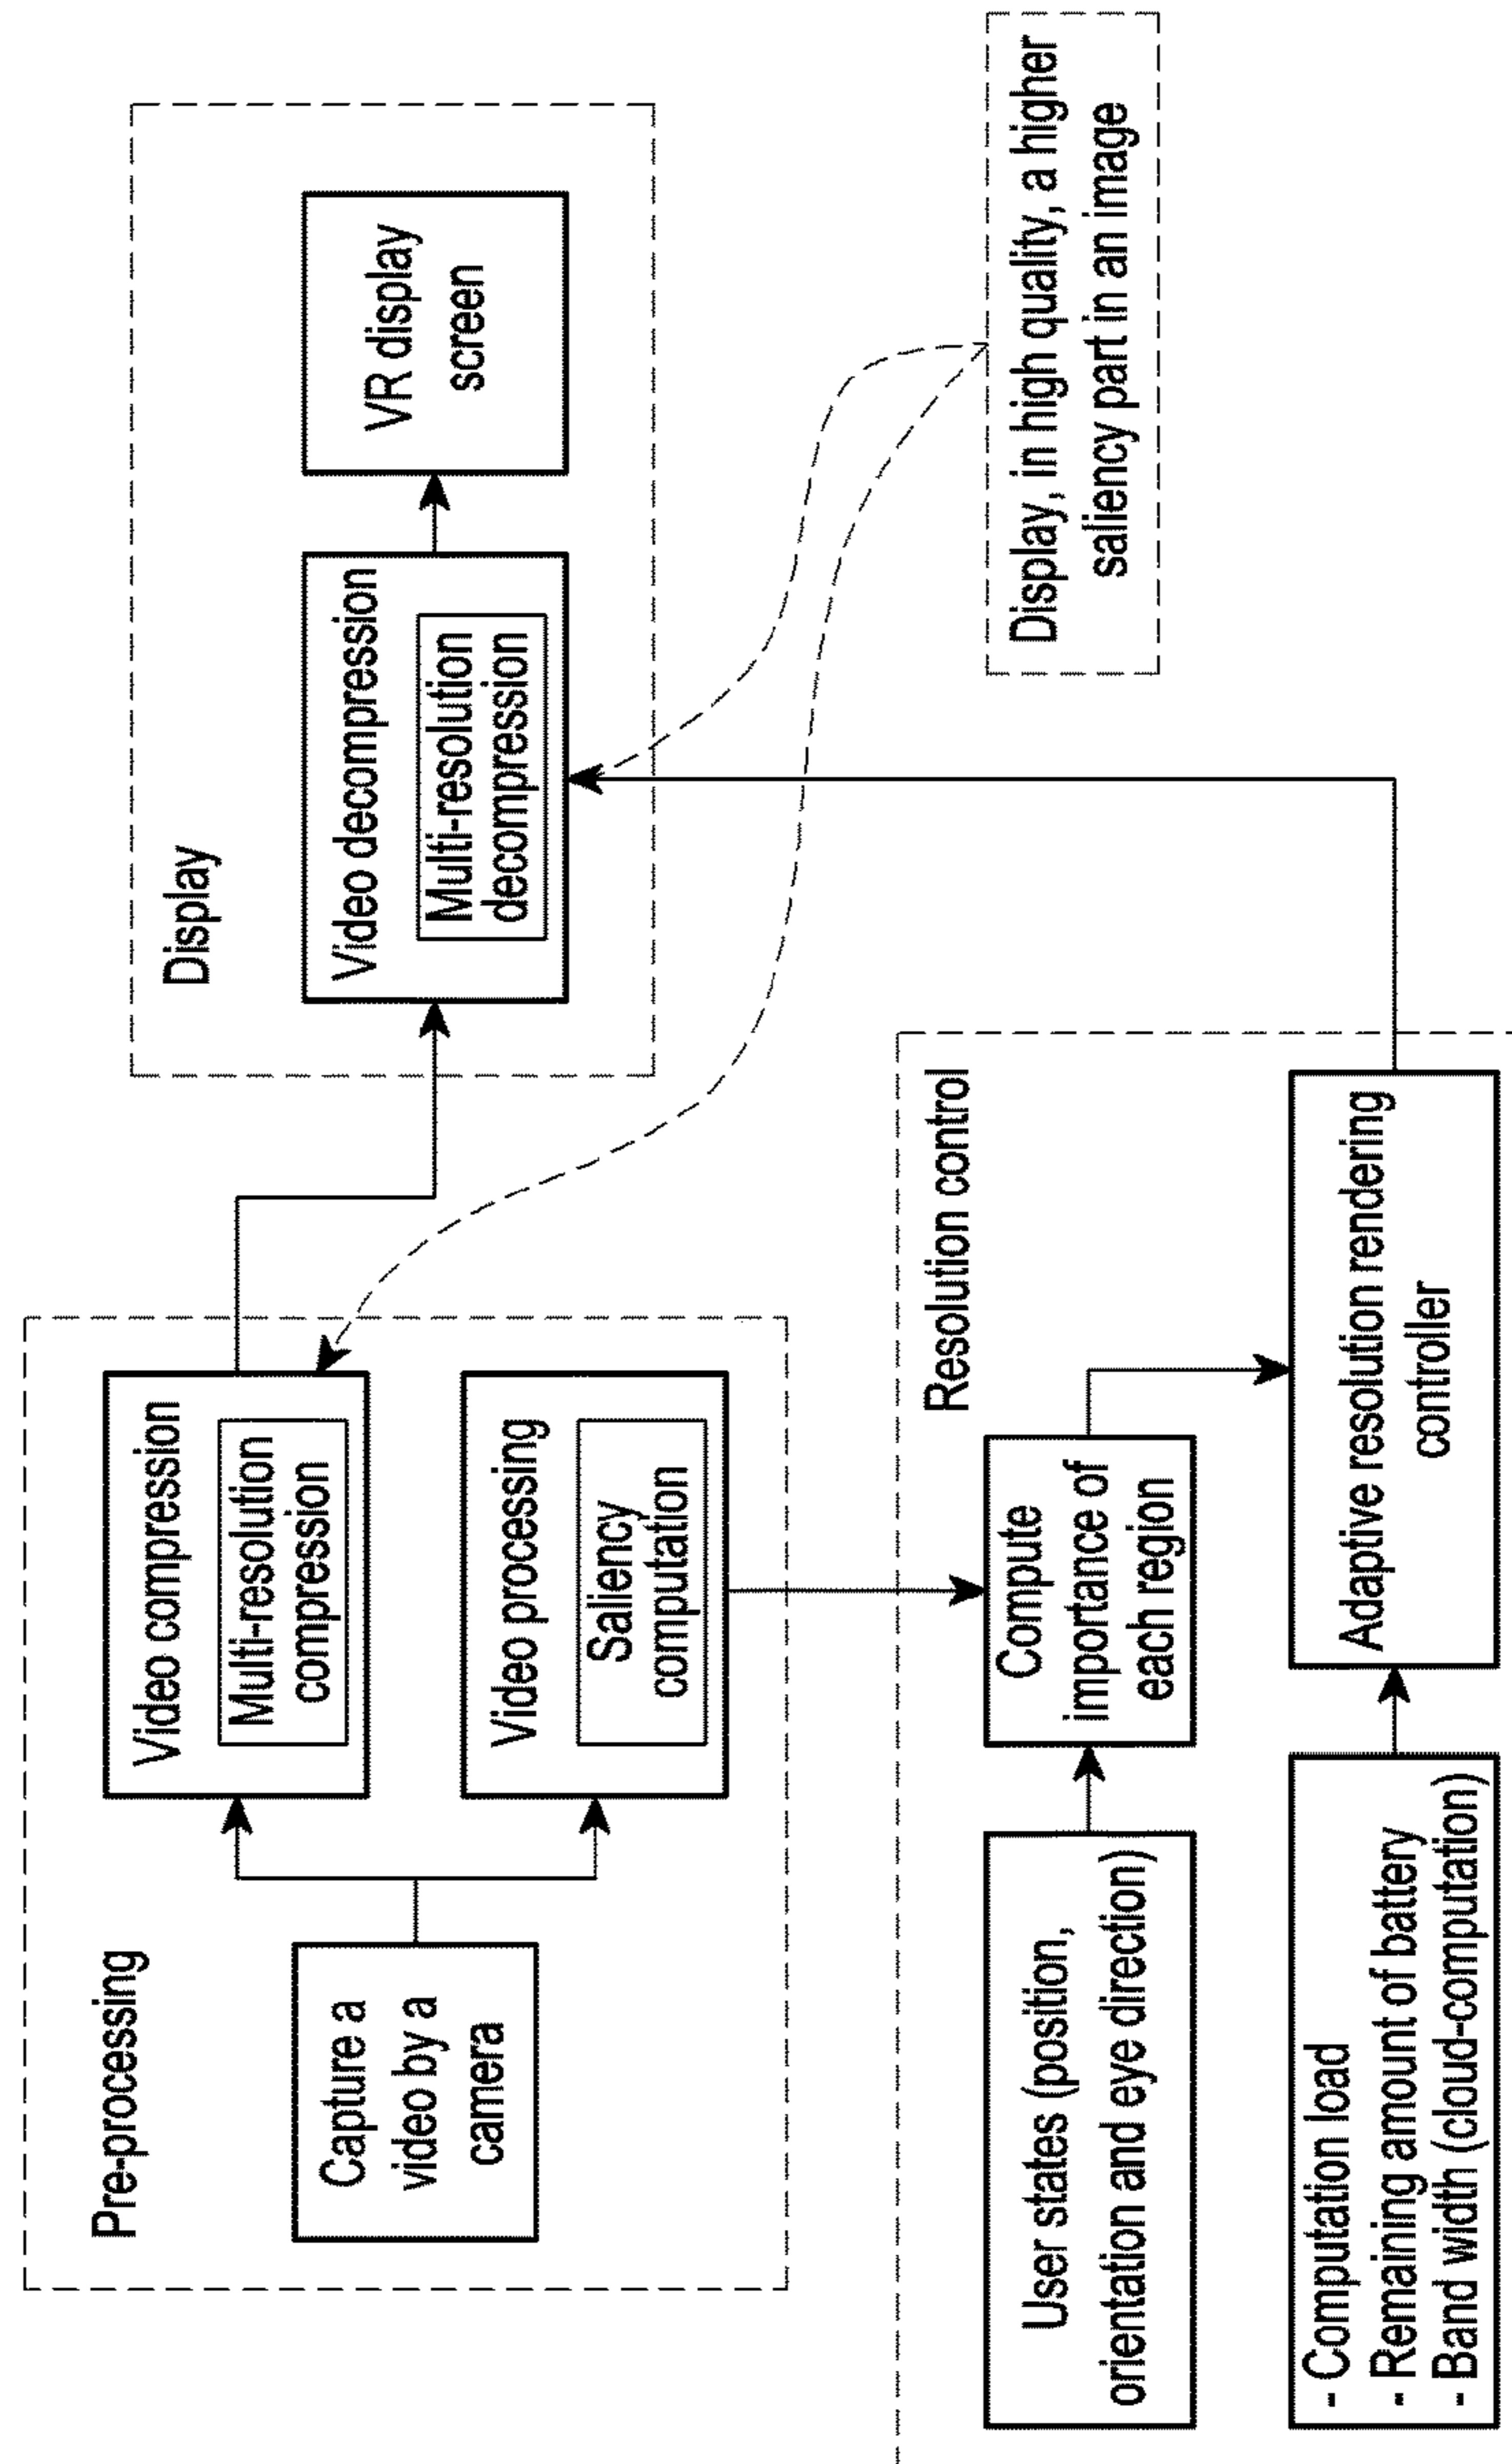 Pre-processing
Capture a
video by a
camera
Video compression
Multi-resolution
compression
Video processing
Saliency
computation
Display
Video decompression
Multi-resolution
decompression
VR display
screen
Resolution control
User states (position,
orientation and eye direction)
Compute
importance of
each region
- Computation load
- Remaining amount of battery
- Band width (cloud-computation)
Adaptive resolution rendering
controller
Display, in high quality, a higher
saliency part in an image